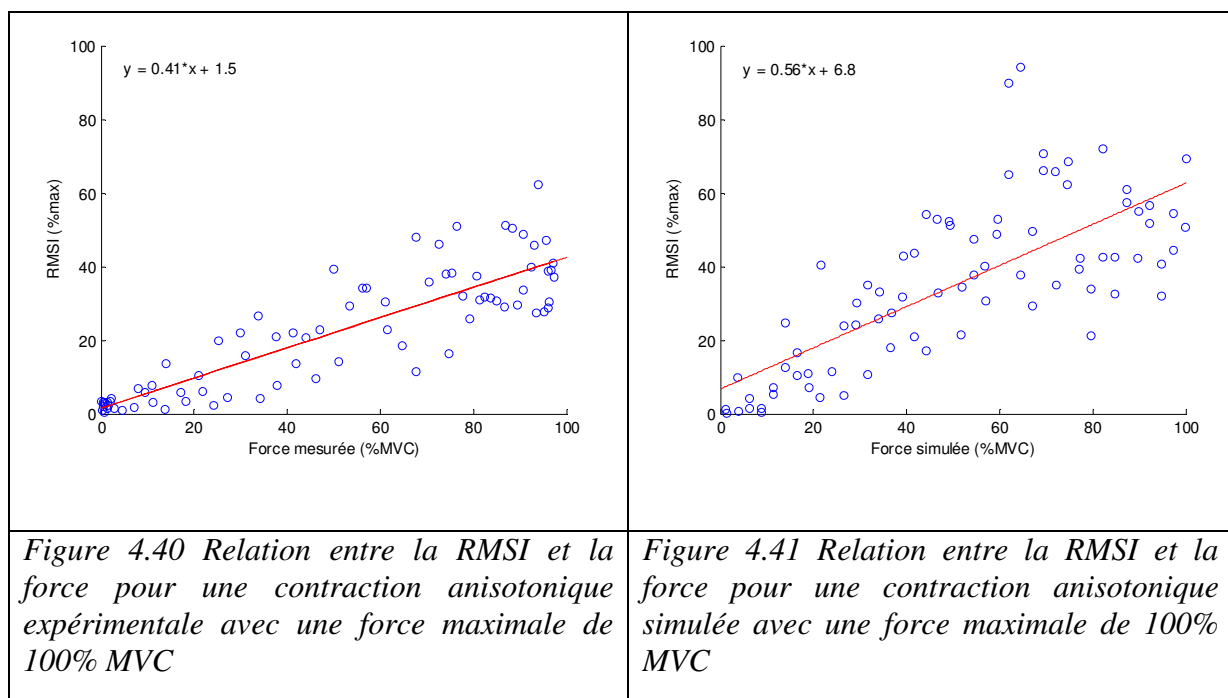 100
80
60
40
20
0
y = 0.41*x + 1.5
RMSI (%max)
0 20 40 60 80 100
Force mesurée (%MVC)
100
80
60
40
20
0
y = 0.56*x + 6.8
RMSI (%max)
0 20 40 60 80 100
Force simulée (%MVC)
Figure 4.40 Relation entre la RMSI et la
force pour une contraction anisotonique
expérimentale avec une force maximale de
100% MVC
Figure 4.41 Relation entre la RMSI et la
force pour une contraction anisotonique
simulée avec une force maximale de 100%
MVC